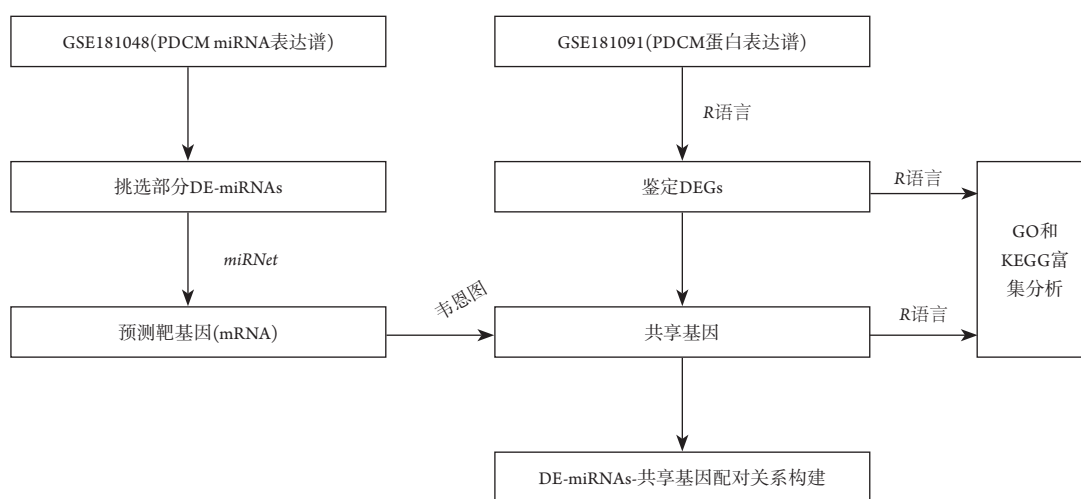 GSE181048(PDCM miRNA表达谱)
GSE181091(PDCM蛋白表达谱)
R语言
挑选部分DE-miRNAs
鉴定DEGs
R语言
GO和
KEGG富
集分析
miRNet
韦恩图
预测靶基因(mRNA)
共享基因
R语言
DE-miRNAs-共享基因配对关系构建